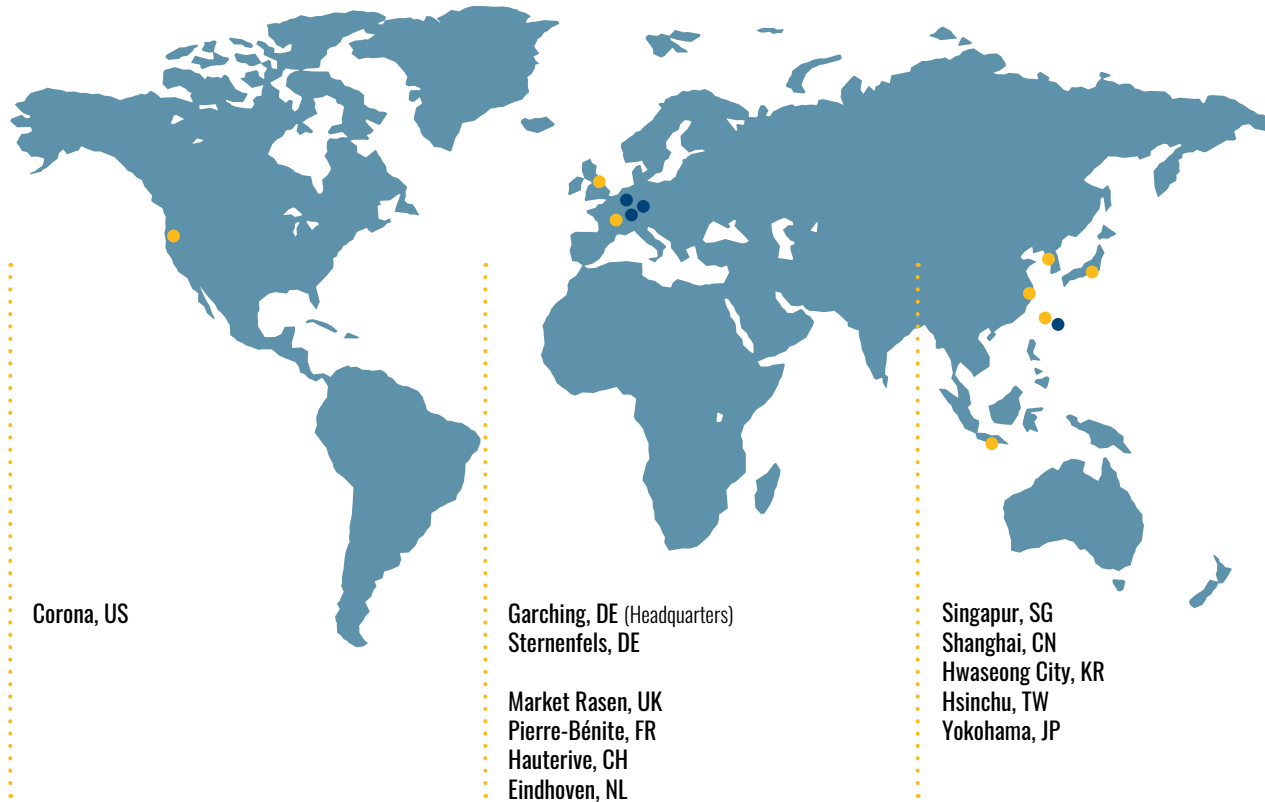 Corona, US
Garching, DE (Headquarters)
Sternenfels, DE
Market Rasen, UK
Pierre-Bénite, FR
Hauterive, CH
Eindhoven, NL
Singapur, SG
Shanghai, CN
Hwaseong City, KR
Hsinchu, TW
Yokohama, JP